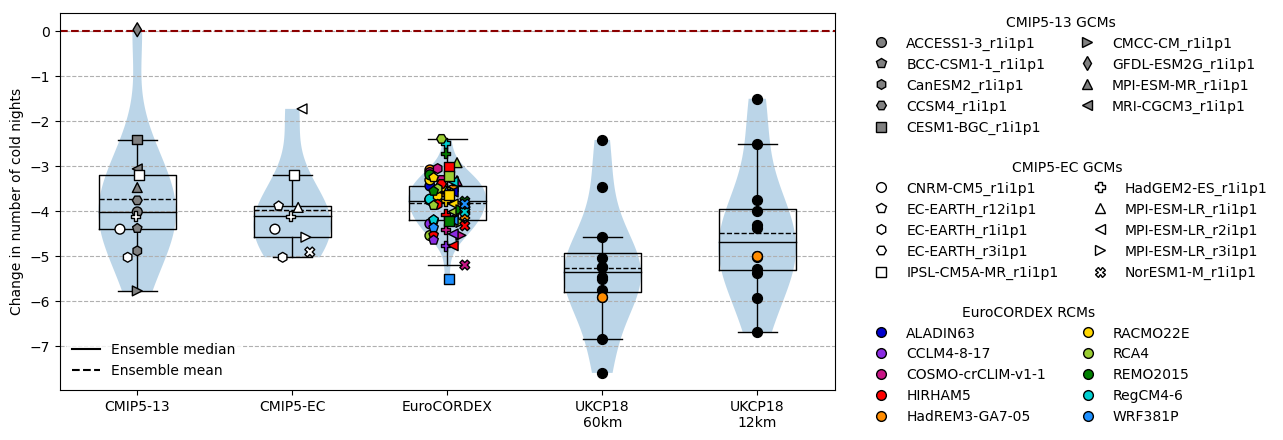 Change in number of cold nights
0
−1
−2
−3
−4
−5
−6
−7
Ensemble median
Ensemble mean
CMIP5-13
CMIP5-EC
EuroCORDEX
UKCP18
60km
UKCP18
12km
CMIP5-13 GCMs
ACCESS1-3_r1i1p1
BCC-CSM1-1_r1i1p1
CanESM2_r1i1p1
CCSM4_r1i1p1
CESM1-BGC_r1i1p1
CMCC-CM_r1i1p1
GFDL-ESM2G_r1i1p1
MPI-ESM-MR_r1i1p1
MRI-CGCM3_r1i1p1
CMIP5-EC GCMs
CNRM-CM5_r1i1p1
EC-EARTH_r12i1p1
EC-EARTH_r1i1p1
EC-EARTH_r3i1p1
IPSL-CM5A-MR_r1i1p1
HadGEM2-ES_r1i1p1
MPI-ESM-LR_r1i1p1
MPI-ESM-LR_r2i1p1
MPI-ESM-LR_r3i1p1
NorESM1-M_r1i1p1
EuroCORDEX RCMs
ALADIN63
CCLM4-8-17
COSMO-crCLIM-v1-1
HIRHAM5
HadREM3-GA7-05
RACMO22E
RCA4
REMO2015
RegCM4-6
WRF381P